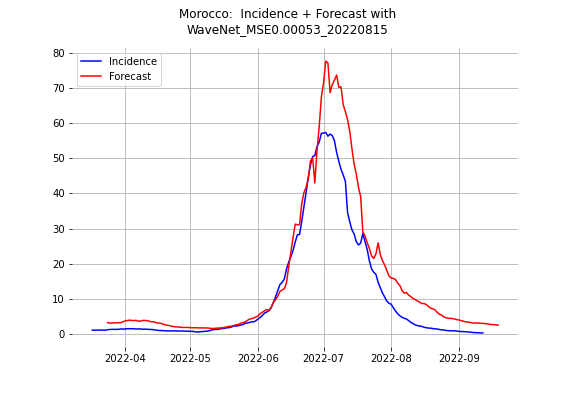 Morocco:  Incidence + Forecast with
WaveNet_MSE0.00053_20220815
80
70
60
50
40
30
20
10
0
Incidence
Forecast
2022-04 2022-05 2022-06 2022-07 2022-08 2022-09